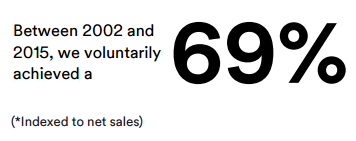 Between 2002 and
2015, we voluntarily
achieved a
69%
(*Indexed to net sales)